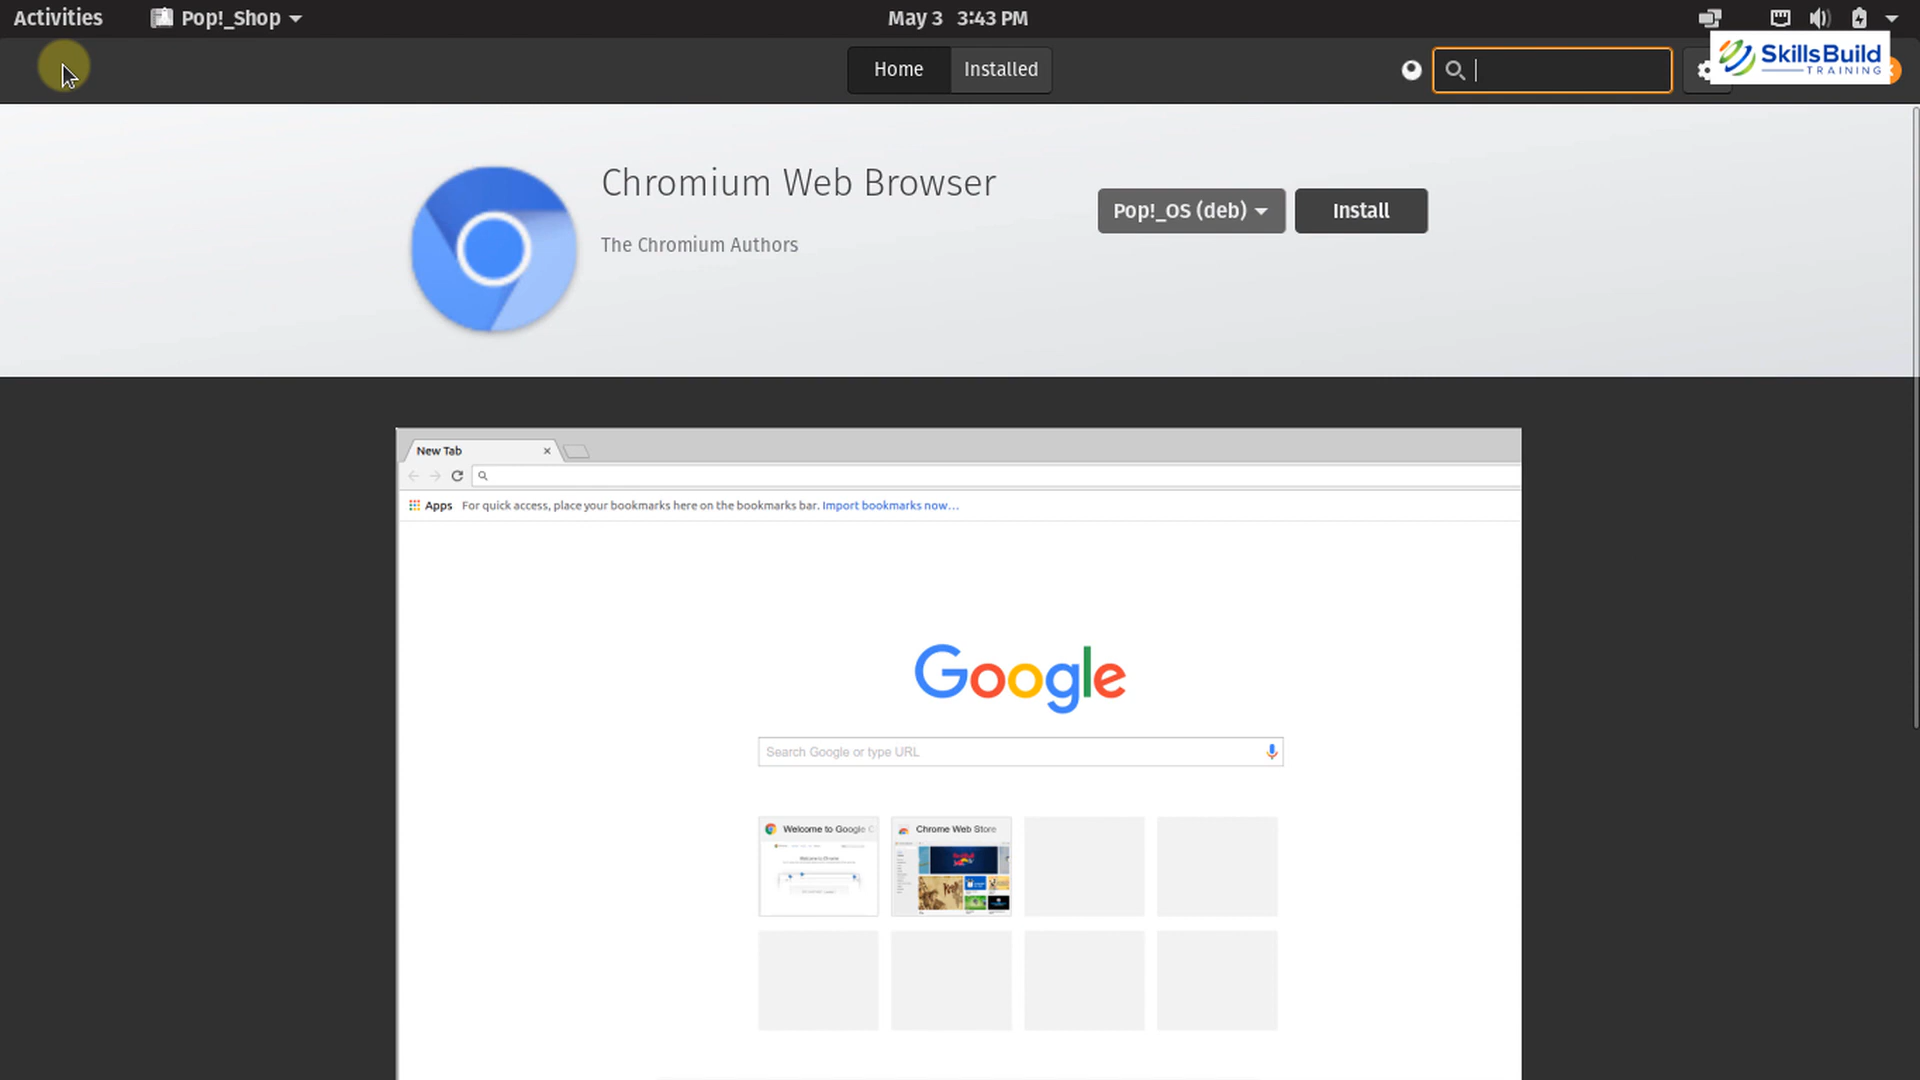 Activities
Pop!_Shop
May 3 3:43 PM
Home
Installed
SkillsBuild
TRAINING
Chromium Web Browser
The Chromium Authors
Pop!_OS (deb)
Install
New Tab
Apps For quick access, place your bookmarks here on the bookmarks bar. Import bookmarks now...
Google
Search Google or type URL
Welcome to Google C
Chrome Web Store